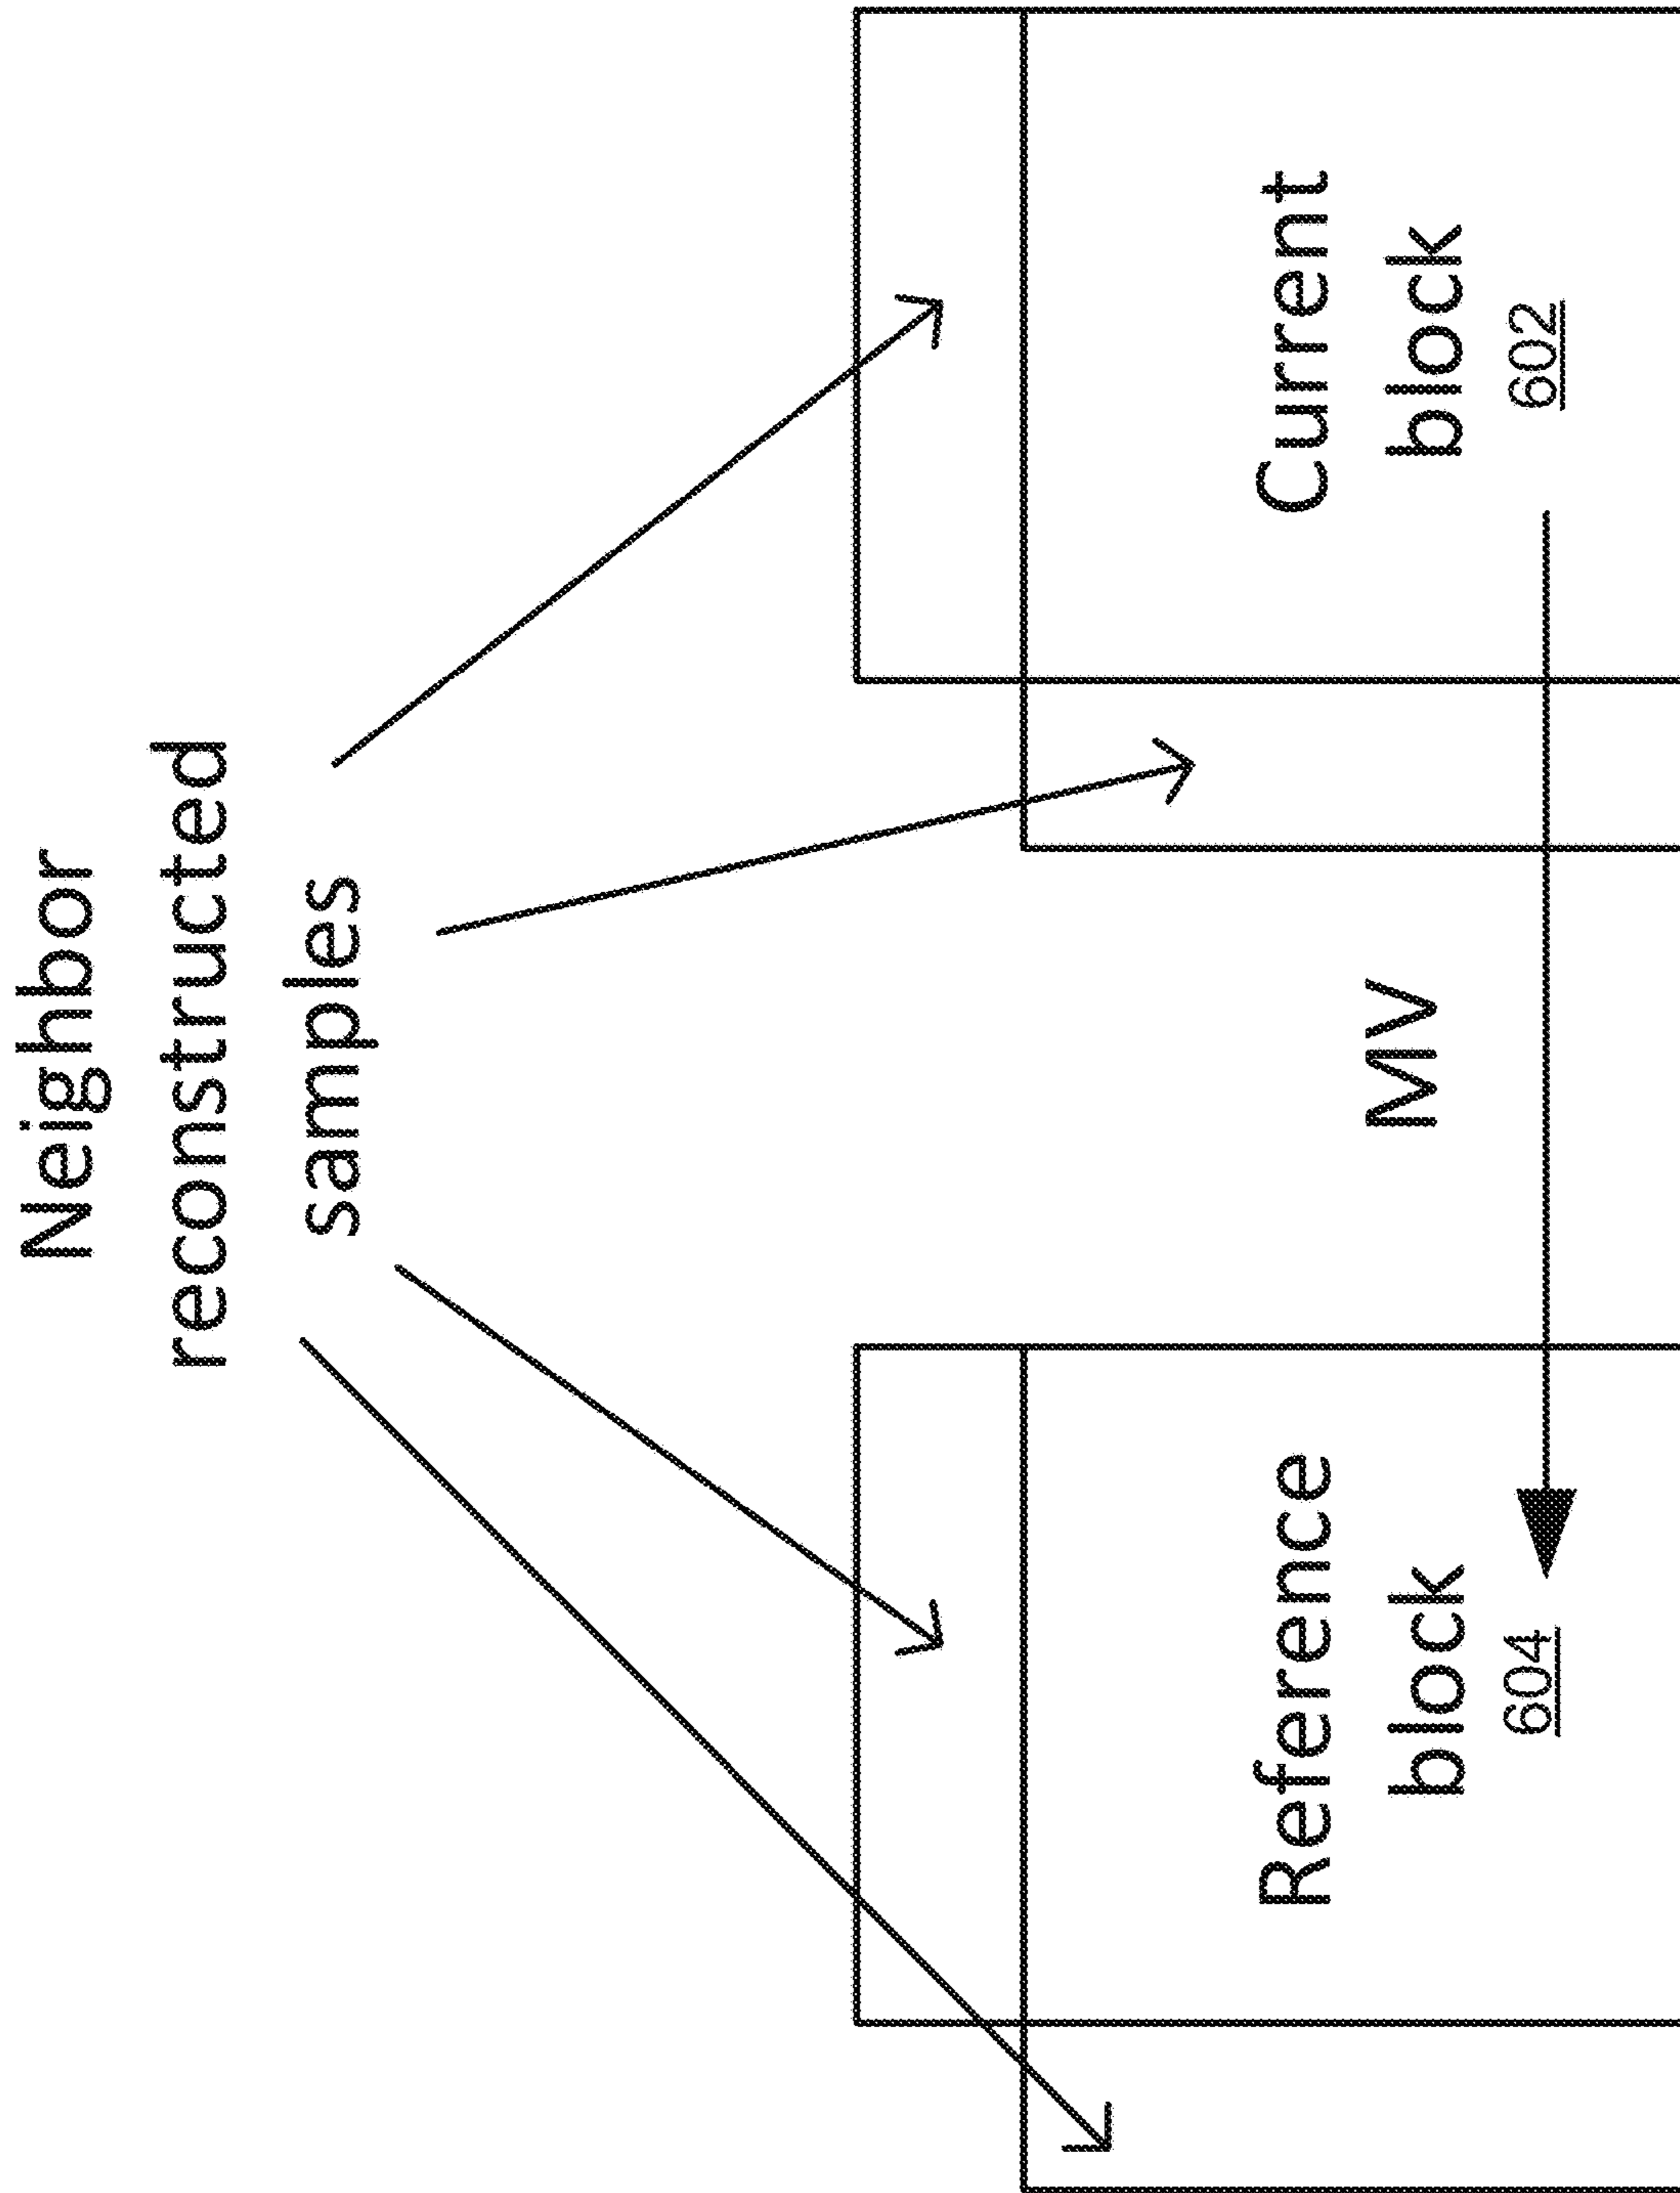 Neighbor
reconstructed
samples
MV
Reference
block
604
Current
block
602